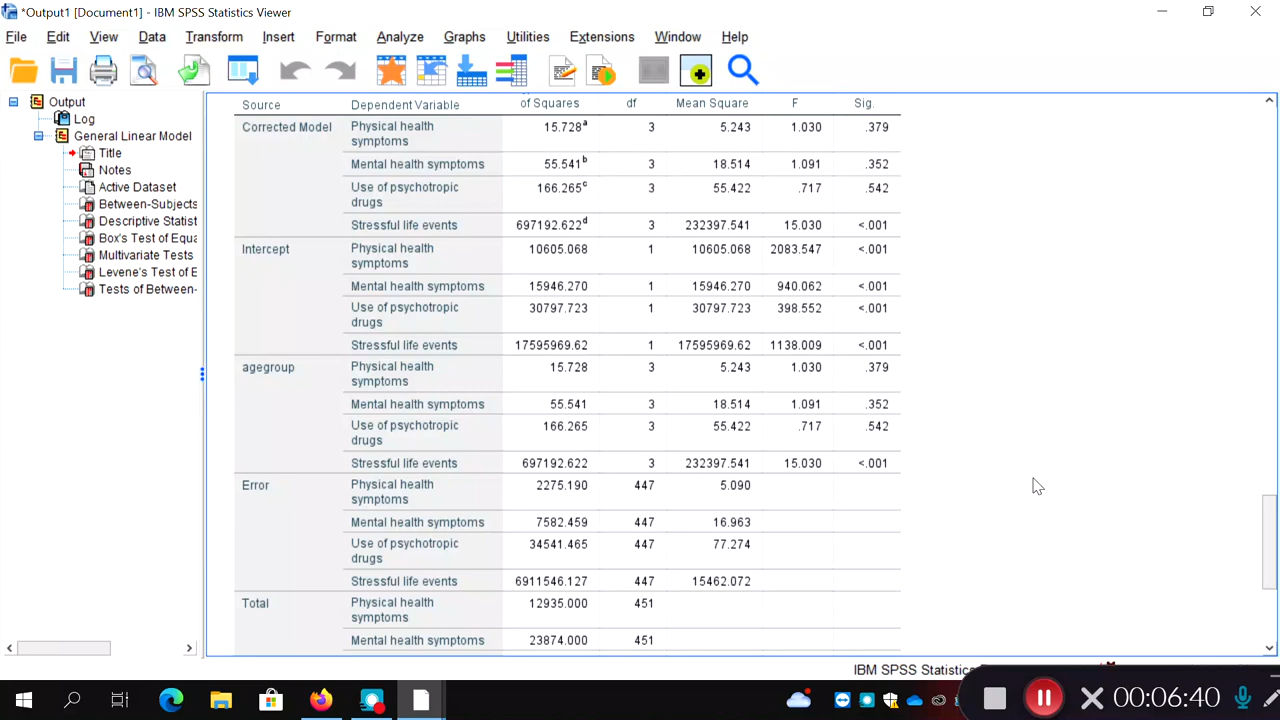 *Output1 [Document1] - IBM SPSS Statistics Viewer
File Edit View Data Transform Insert Format Analyze Graphs Utilities Extensions Window Help
Output
Log
General Linear Model
Title
Notes
Active Dataset
Between-Subjects
Descriptive Statist
Box's Test of Equa
Multivariate Tests
Levene's Test of E
Tests of Between-
Source Dependent Variable of Squares df Mean Square F Sig.
Corrected Model Physical health symptoms 15.728a 3 5.243 1.030 .379
Mental health symptoms 55.541b 3 18.514 1.091 .352
Use of psychotropic drugs 166.265c 3 55.422 .717 .542
Stressful life events 697192.622d 3 232397.541 15.030 <.001
Intercept Physical health symptoms 10605.068 1 10605.068 2083.547 <.001
Mental health symptoms 15946.270 1 15946.270 940.062 <.001
Use of psychotropic drugs 30797.723 1 30797.723 398.552 <.001
Stressful life events 17595969.62 1 17595969.62 1138.009 <.001
agegroup Physical health symptoms 15.728 3 5.243 1.030 .379
Mental health symptoms 55.541 3 18.514 1.091 .352
Use of psychotropic drugs 166.265 3 55.422 .717 .542
Stressful life events 697192.622 3 232397.541 15.030 <.001
Error Physical health symptoms 2275.190 447 5.090
Mental health symptoms 7582.459 447 16.963
Use of psychotropic drugs 34541.465 447 77.274
Stressful life events 6911546.127 447 15462.072
Total Physical health symptoms 12935.000 451
Mental health symptoms 23874.000 451
IBM SPSS Statistics
00:06:40